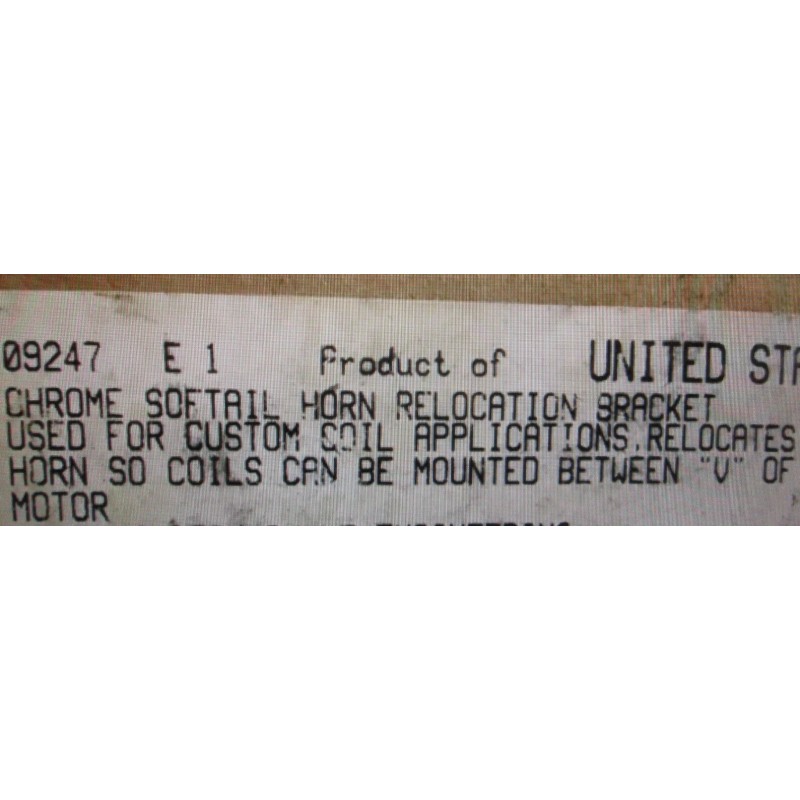 09247 E 1 Product of UNITED STA
CHROME SOFTAIL HORN RELOCATION BRACKET
USED FOR CUSTOM COIL APPLICATIONS.RELOCATES
HORN SO COILS CAN BE MOUNTED BETWEEN "V" OF
MOTOR